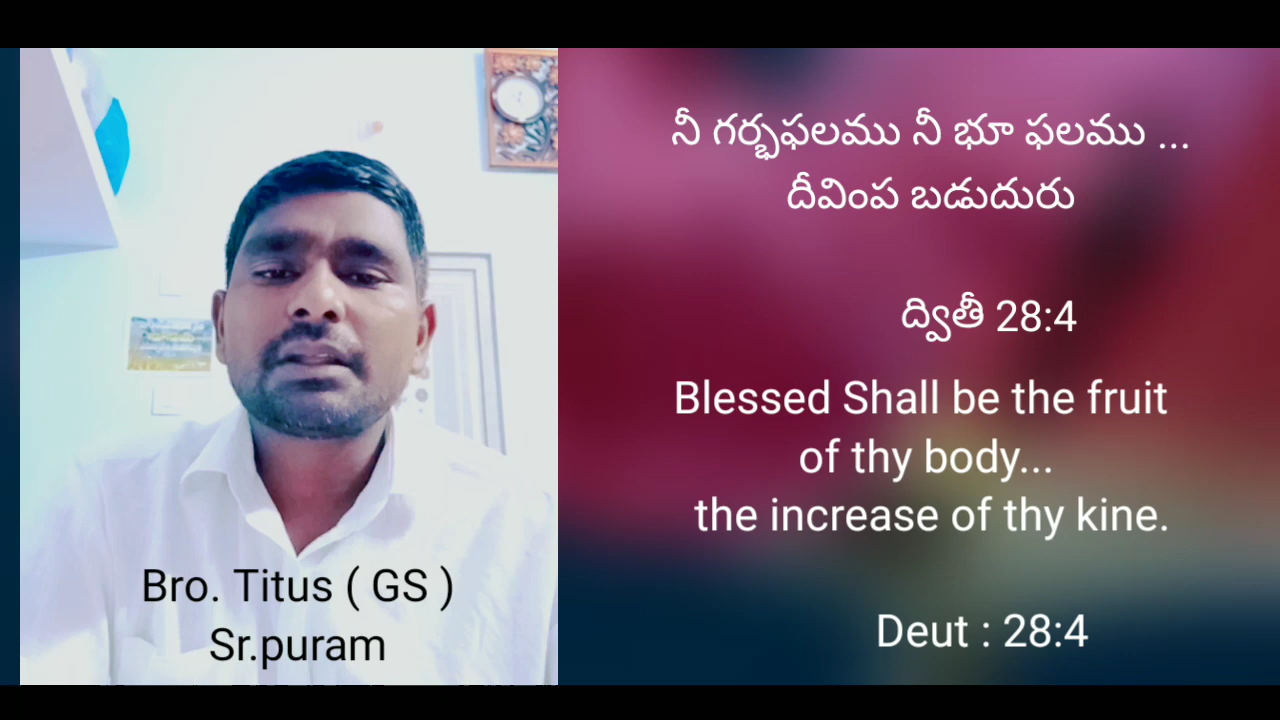 నీ గర్భఫలము నీ భూ ఫలము ...
దీవింప బడుదురు
ద్వితీ 28:4
Blessed Shall be the fruit
of thy body...
the increase of thy kine.
Deut : 28:4
Bro. Titus ( GS )
Sr.puram